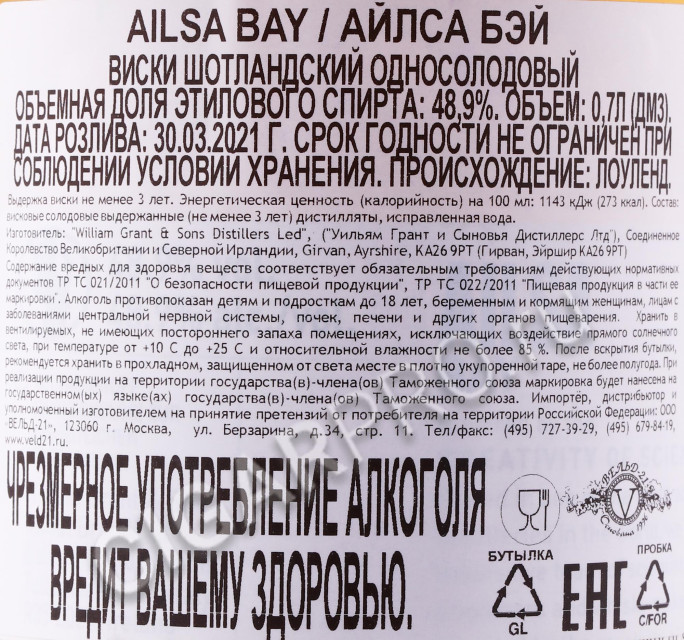 AILSA BAY / АЙЛСА БЭЙ
ВИСКИ ШОТЛАНДСКИЙ ОДНОСОЛОДОВЫЙ
ОБЪЕМНАЯ ДОЛЯ ЭТИЛОВОГО СПИРТА: 48,9%. ОБЪЕМ: 0,7Л (ДМЗ).
ДАТА РОЗЛИВА: 30.03.2021 Г. СРОК ГОДНОСТИ НЕ ОГРАНИЧЕН ПРИ
СОБЛЮДЕНИИ УСЛОВИЙ ХРАНЕНИЯ. ПРОИСХОЖДЕНИЕ: ЛОУЛЕНД.
Выдержка виски не менее 3 лет. Энергетическая ценность (калорийность) на 100 мл: 1143 кДж (273 ккал). Состав:
висковые солодовые выдержанные (не менее 3 лет) дистилляты, исправленная вода.
Изготовитель: "William Grant & Sons Distillers Led", ("Уильям Грант и Сыновья Дистиллерс Лтд"), Соединенное
Королевство Великобритании и Северной Ирландии, Girvan, Ayrshire, KA26 9PT (Гирван, Эйршир KA26 9PT)
Содержание вредных для здоровья веществ соответствует обязательным требованиям действующих нормативных
документов ТР ТС 021/2011 "О безопасности пищевой продукции", ТР ТС 022/2011 "Пищевая продукция в части ее
маркировки". Алкоголь противопоказан детям и подросткам до 18 лет, беременным и кормящим женщинам, лицам с
заболеваниями центральной нервной системы, почек, печени и других органов пищеварения. Хранить в
вентилируемых, не имеющих постороннего запаха помещениях, исключающих воздействие прямого солнечного
света, при температуре от +10 С до +25 С и относительной влажности не более 85 %. После вскрытия бутылки,
рекомендуется хранить в прохладном, защищенном от света месте, плотно укупоренной таре, не более полугода. При
реализации продукции на территории государства(в)-члена(ов) Таможенного союза маркировка будет нанесена на
государственном(ых) языке(ах) государства(в)-члена(ов) Таможенного союза. Импортёр, дистрибьютор и
уполномоченный изготовителем на принятие претензий от потребителя на территории Российской Федерации: ООО
«ВЕЛЬД-21», 123060 г. Москва, ул. Берзарина, д.34, стр. 11. Тел/факс: (495) 727-39-29, (495) 679-84-19,
www.veld21.ru.
ЧРЕЗМЕРНОЕ УПОТРЕБЛЕНИЕ АЛКОГОЛЯ
ВРЕДИТ ВАШЕМУ ЗДОРОВЬЮ.
ВЕЛЬД 21
V
Основана 1996
БУТЫЛКА
GL
EAC
ПРОБКА
C/FOR
CIGARPRO.ru